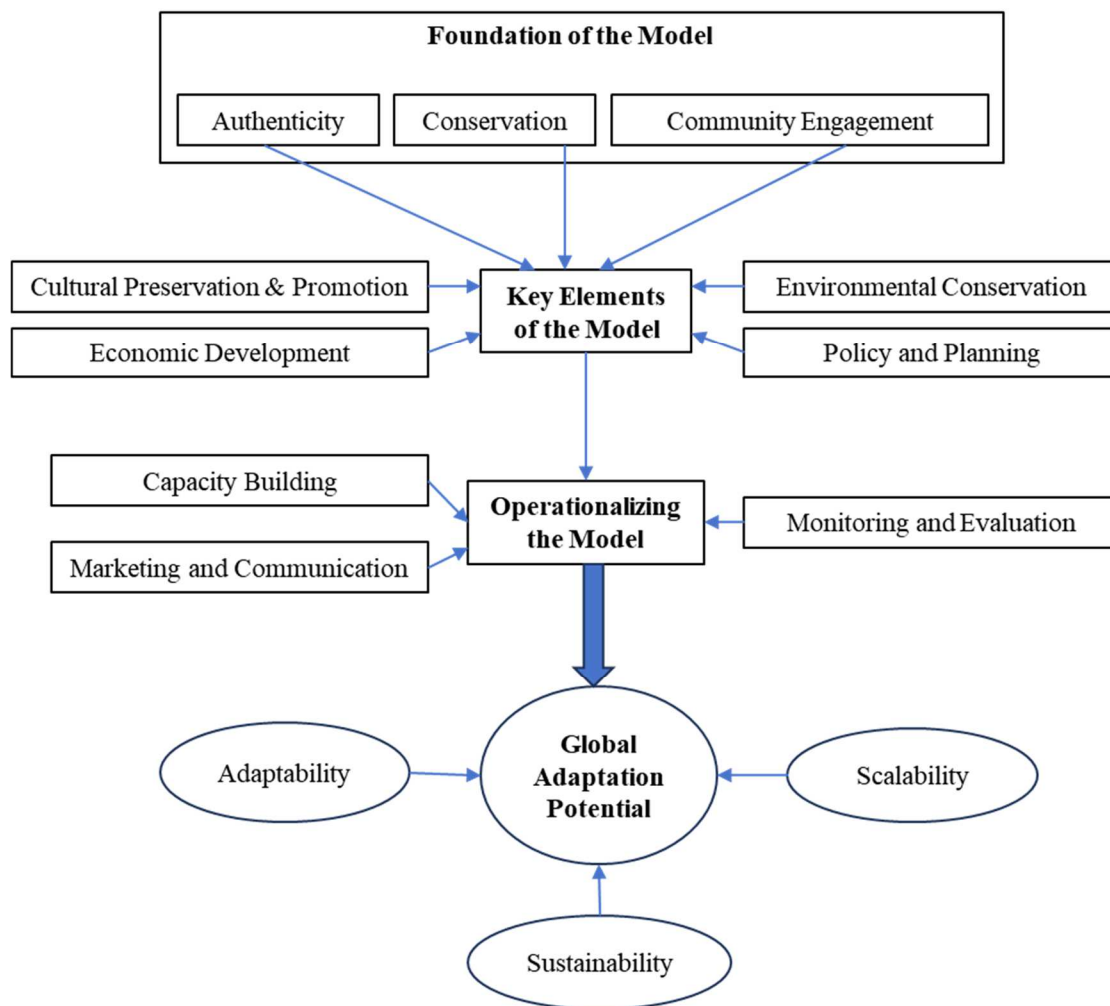 Foundation of the Model
Authenticity
Conservation
Community Engagement
Cultural Preservation & Promotion
Key Elements
of the Model
Environmental Conservation
Economic Development
Policy and Planning
Capacity Building
Operationalizing
the Model
Monitoring and Evaluation
Marketing and Communication
Global
Adaptation
Potential
Adaptability
Scalability
Sustainability